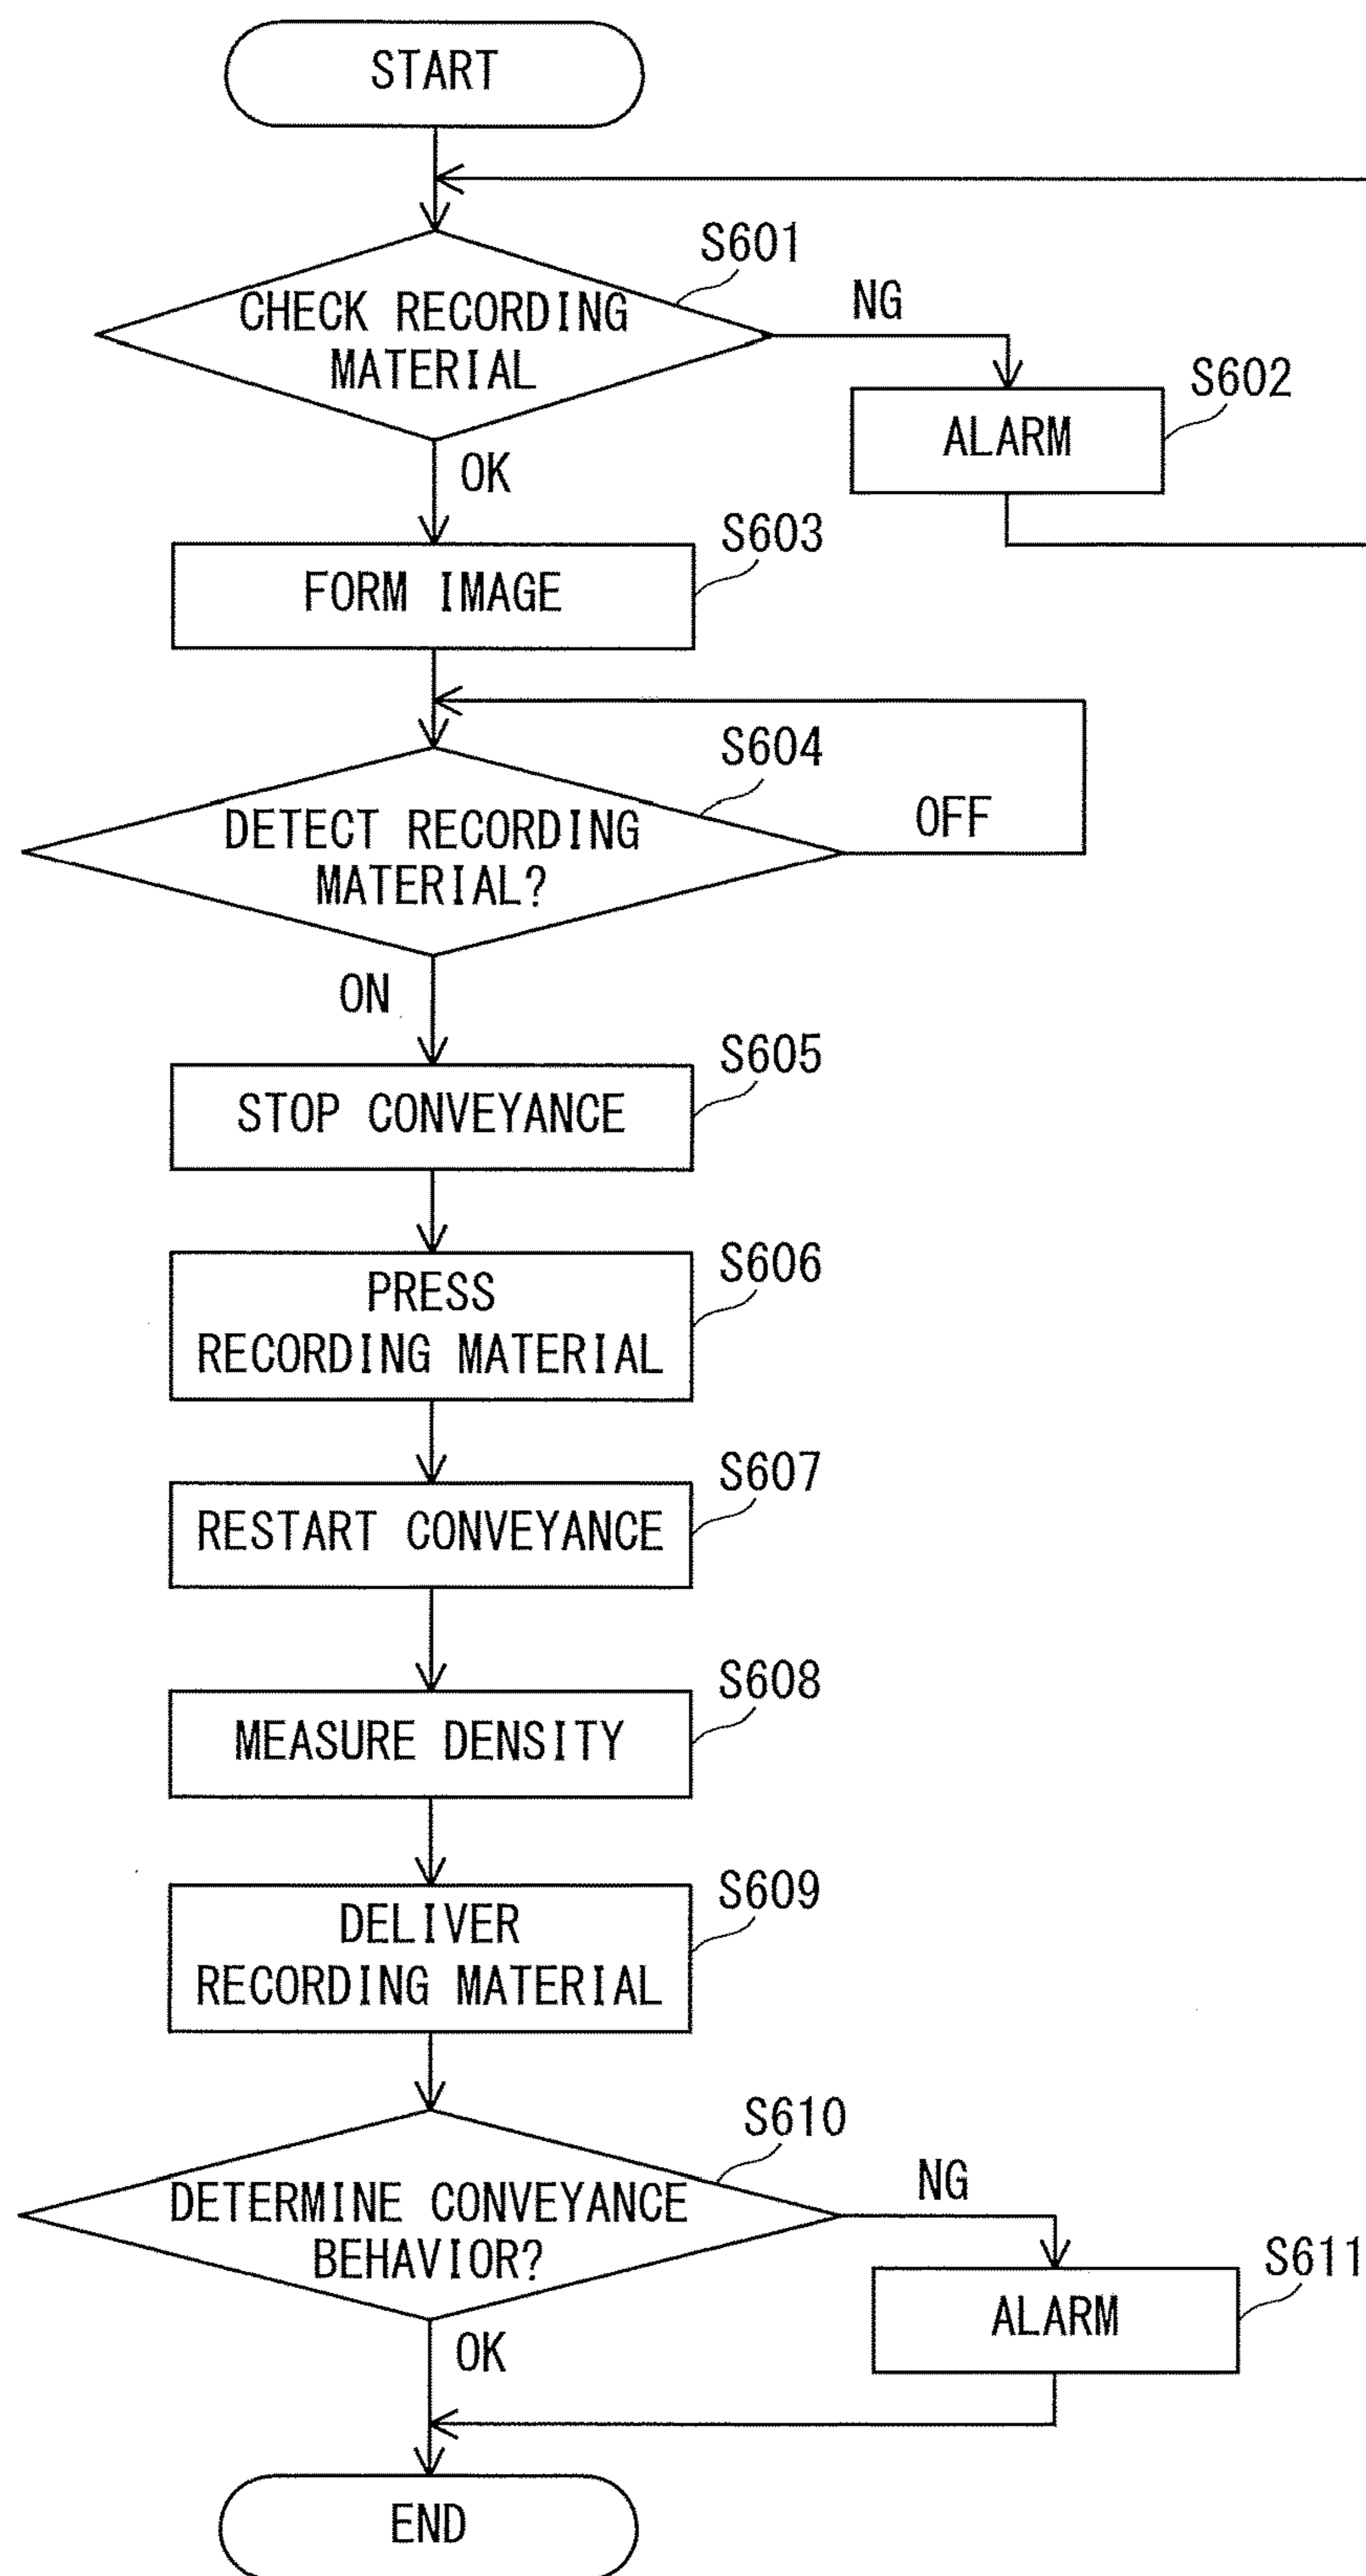 START
S601
CHECK RECORDING
MATERIAL
NG
S602
ALARM
OK
S603
FORM IMAGE
S604
DETECT RECORDING
MATERIAL?
OFF
ON
S605
STOP CONVEYANCE
S606
PRESS
RECORDING MATERIAL
S607
RESTART CONVEYANCE
S608
MEASURE DENSITY
S609
DELIVER
RECORDING MATERIAL
S610
DETERMINE CONVEYANCE
BEHAVIOR?
NG
S611
ALARM
OK
END